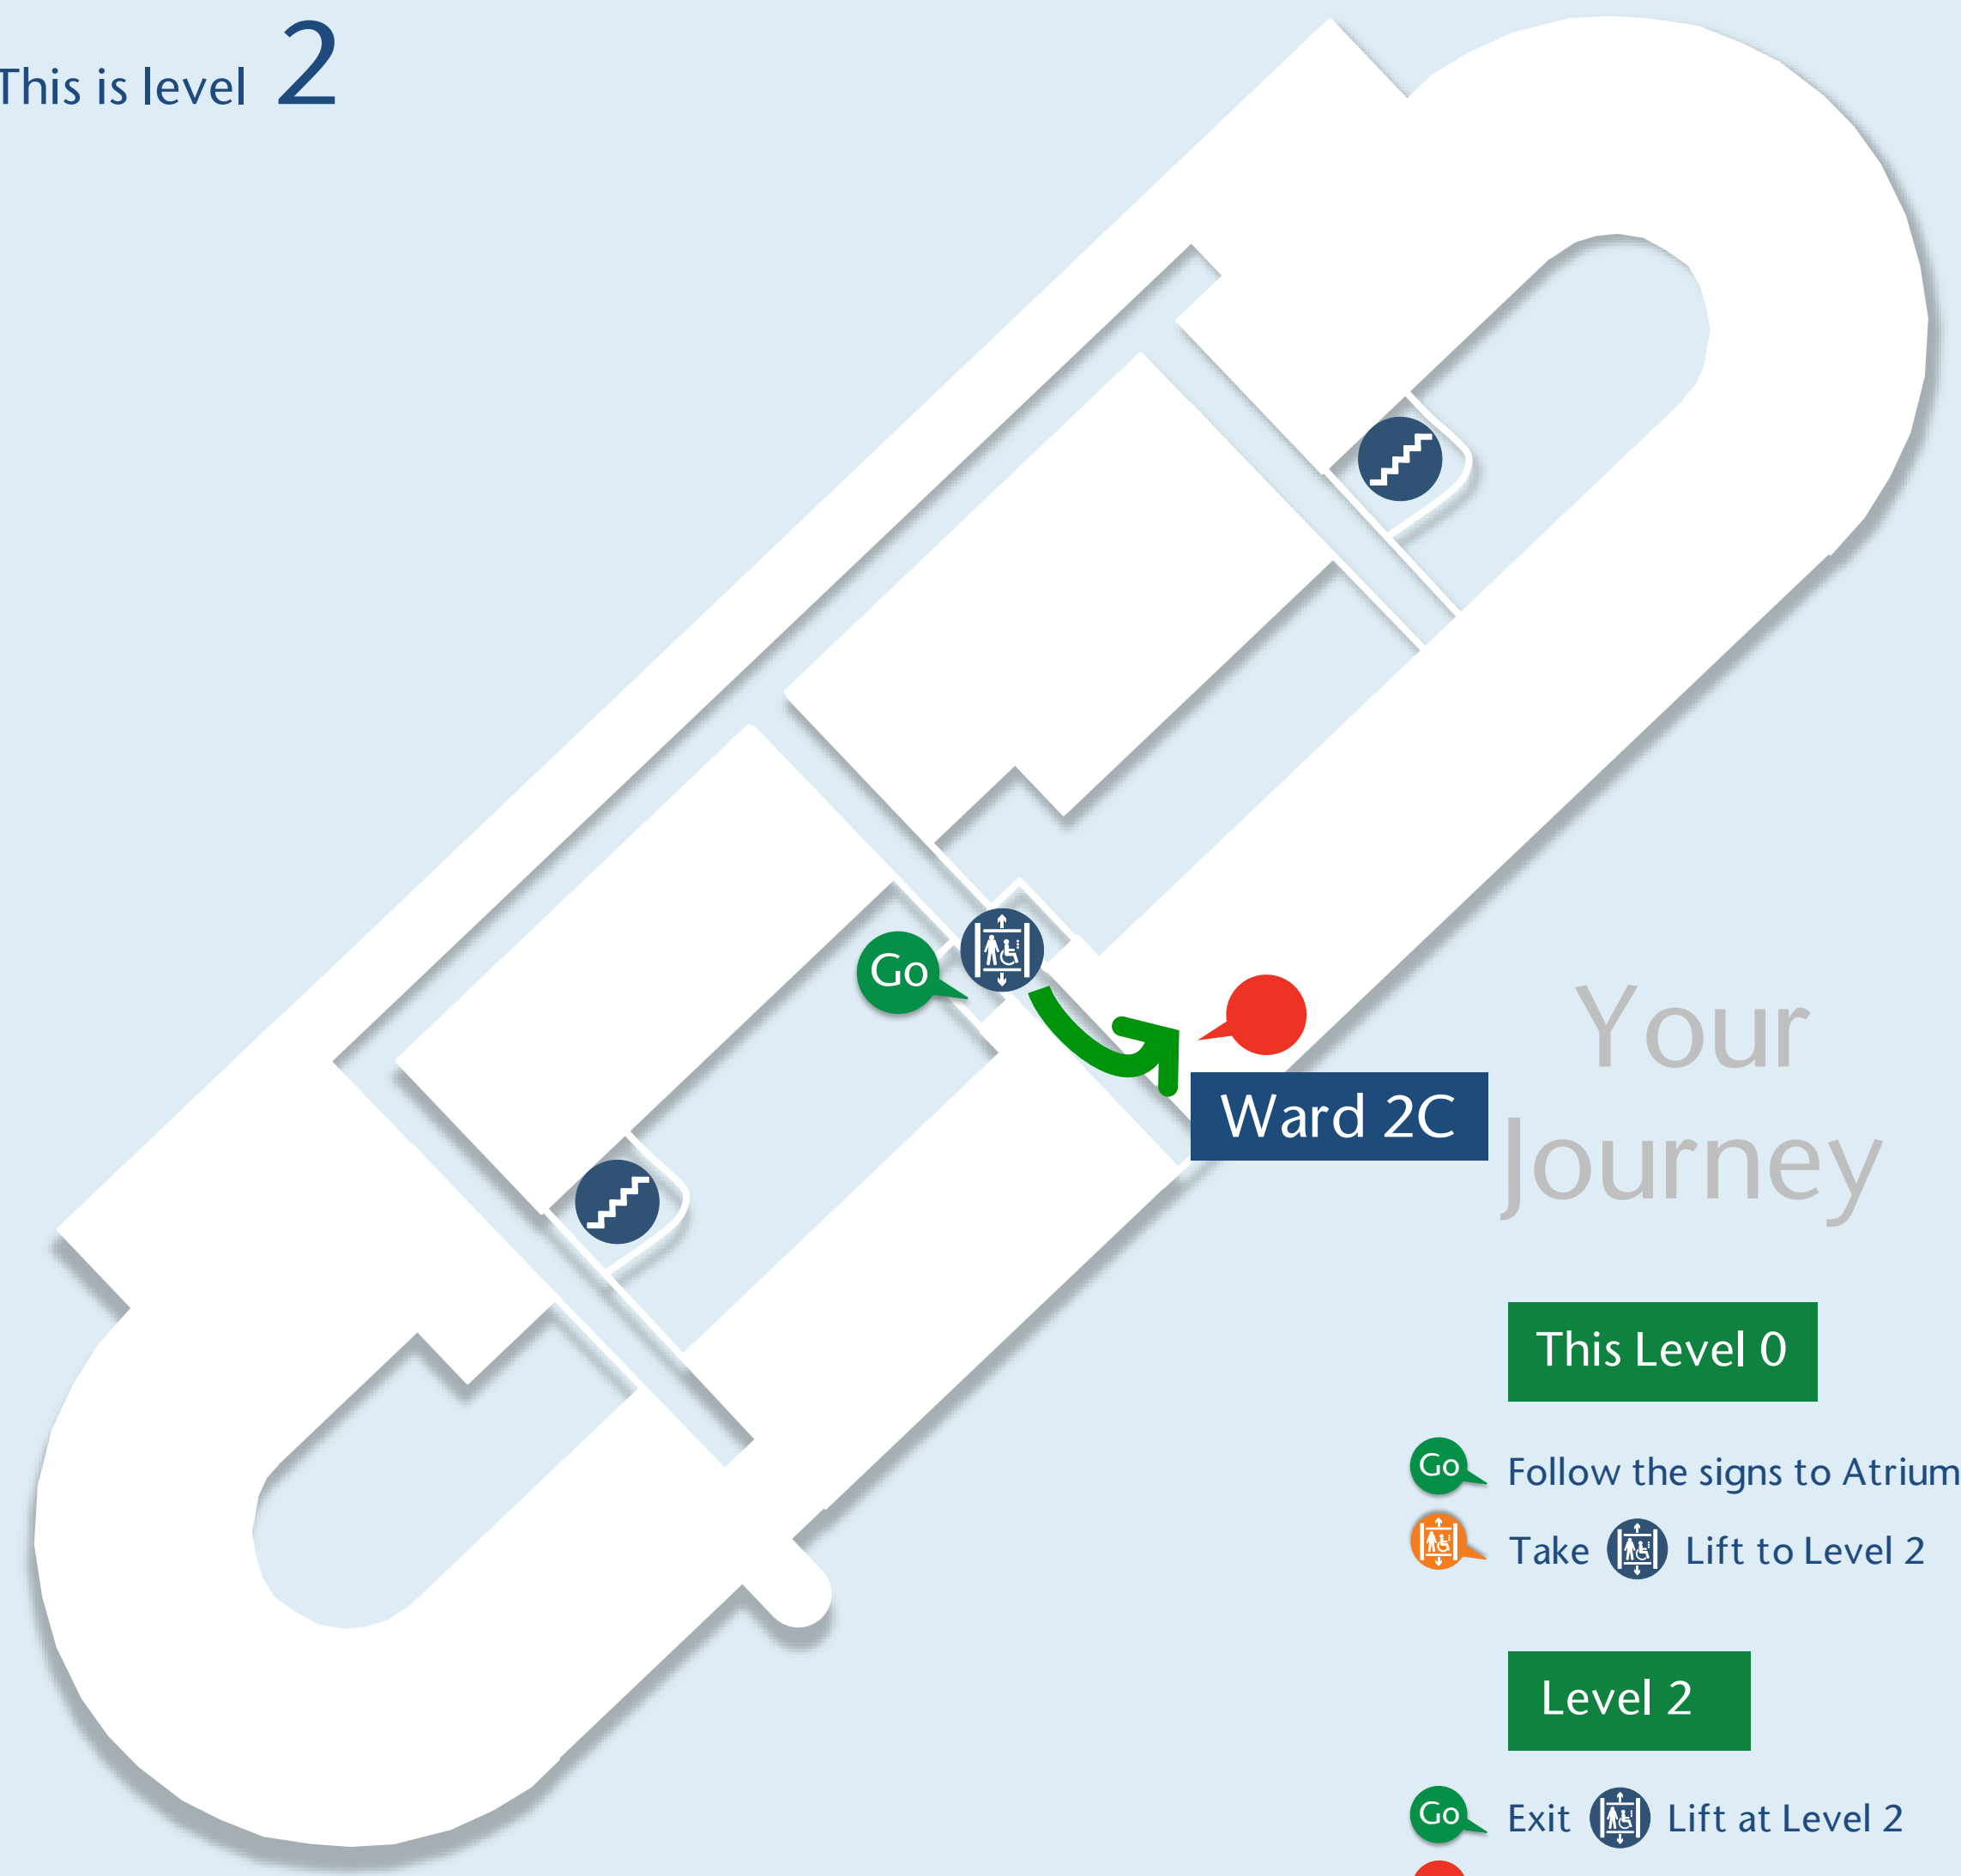 This is level 2
Go
Ward 2C
Your
Journey
This Level 0
Go Follow the signs to Atrium
Take Lift to Level 2
Level 2
Go Exit Lift at Level 2